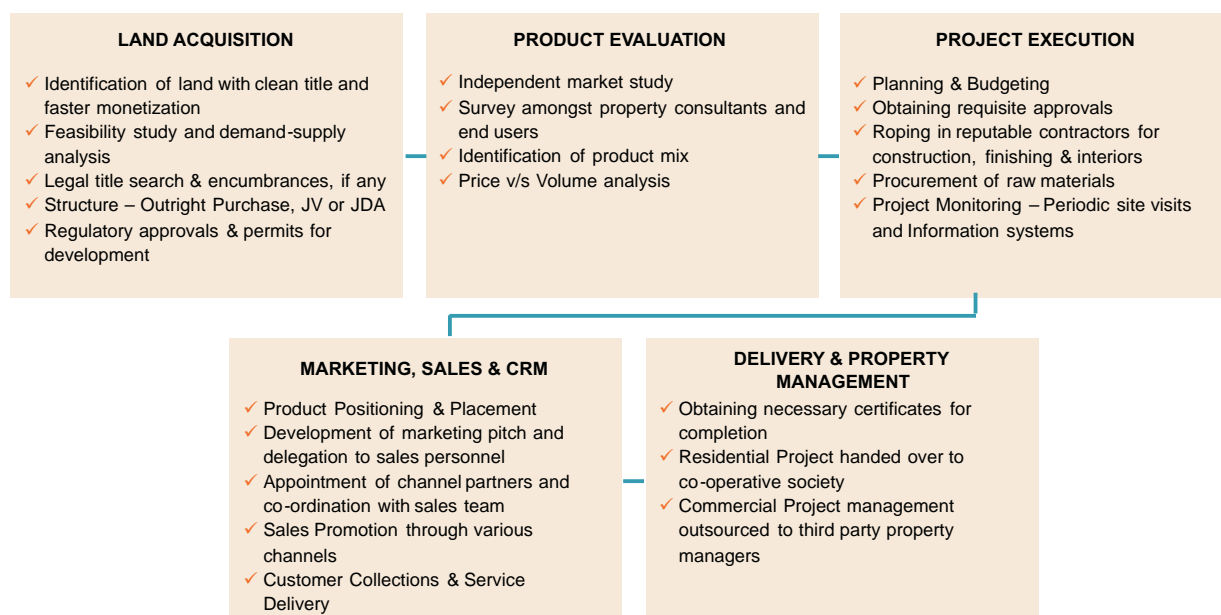 LAND ACQUISITION
✓ Identification of land with clean title and
faster monetization
✓ Feasibility study and demand-supply
analysis
✓ Legal title search & encumbrances, if any
✓ Structure – Outright Purchase, JV or JDA
✓ Regulatory approvals & permits for
development
PRODUCT EVALUATION
✓ Independent market study
✓ Survey amongst property consultants and
end users
✓ Identification of product mix
✓ Price v/s Volume analysis
PROJECT EXECUTION
✓ Planning & Budgeting
✓ Obtaining requisite approvals
✓ Roping in reputable contractors for
construction, finishing & interiors
✓ Procurement of raw materials
✓ Project Monitoring – Periodic site visits
and Information systems
MARKETING, SALES & CRM
✓ Product Positioning & Placement
✓ Development of marketing pitch and
delegation to sales personnel
✓ Appointment of channel partners and
co-ordination with sales team
✓ Sales Promotion through various
channels
✓ Customer Collections & Service
Delivery
DELIVERY & PROPERTY
MANAGEMENT
✓ Obtaining necessary certificates for
completion
✓ Residential Project handed over to
co-operative society
✓ Commercial Project management
outsourced to third party property
managers